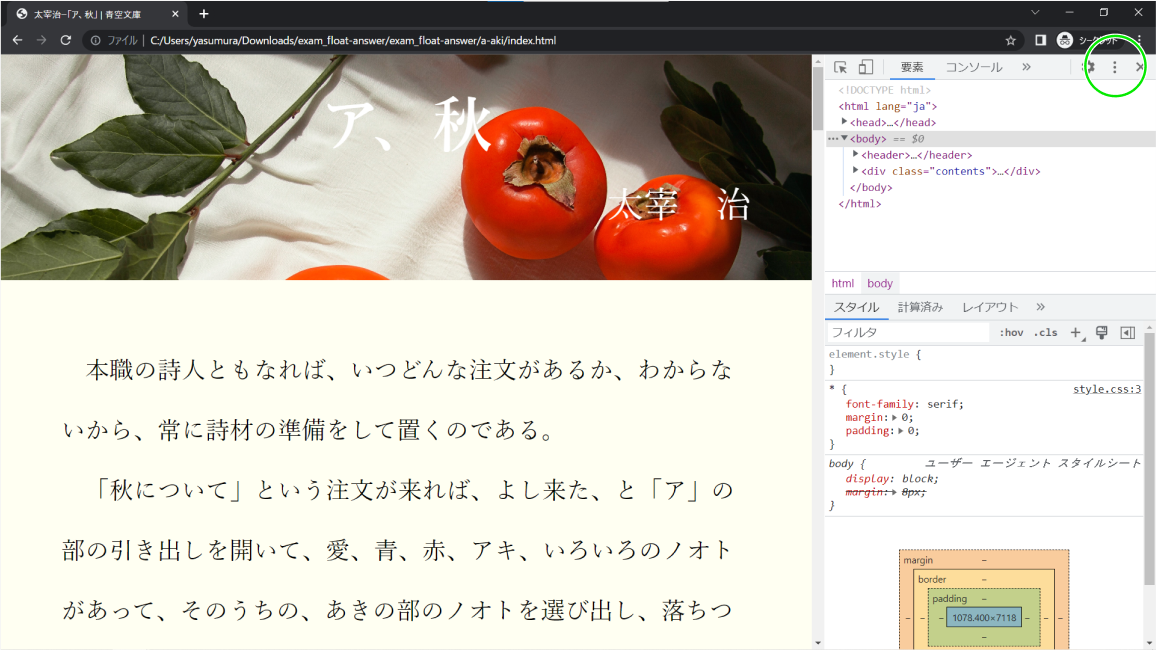 太宰治-「ア、秋」| 青空文庫
ファイル | C:/Users/yasumura/Downloads/exam_float-answer/exam_float-answer/a-aki/index.html
シークレット
ア、秋
太宰　治
本職の詩人ともなれば、いつどんな注文があるか、わからな
いから、常に詩材の準備をして置くのである。
「秋について」という注文が来れば、よし来た、と「ア」の
部の引き出しを開いて、愛、青、赤、アキ、いろいろのノオト
があって、そのうちの、あきの部のノオトを選び出し、落ちつ
要素 コンソール »
<!DOCTYPE html>
<html lang="ja">
<head>…</head>
<body> == $0
<header>…</header>
<div class="contents">…</div>
</body>
</html>
html body
スタイル 計算済み レイアウト »
フィルタ :hov .cls +
element.style {
}
* { style.css:3
font-family: serif;
margin: 0;
padding: 0;
}
body { ユーザー エージェント スタイルシート
display: block;
margin: 8px;
}
margin –
border –
padding –
– – – 1078.400×7118 – – –
–